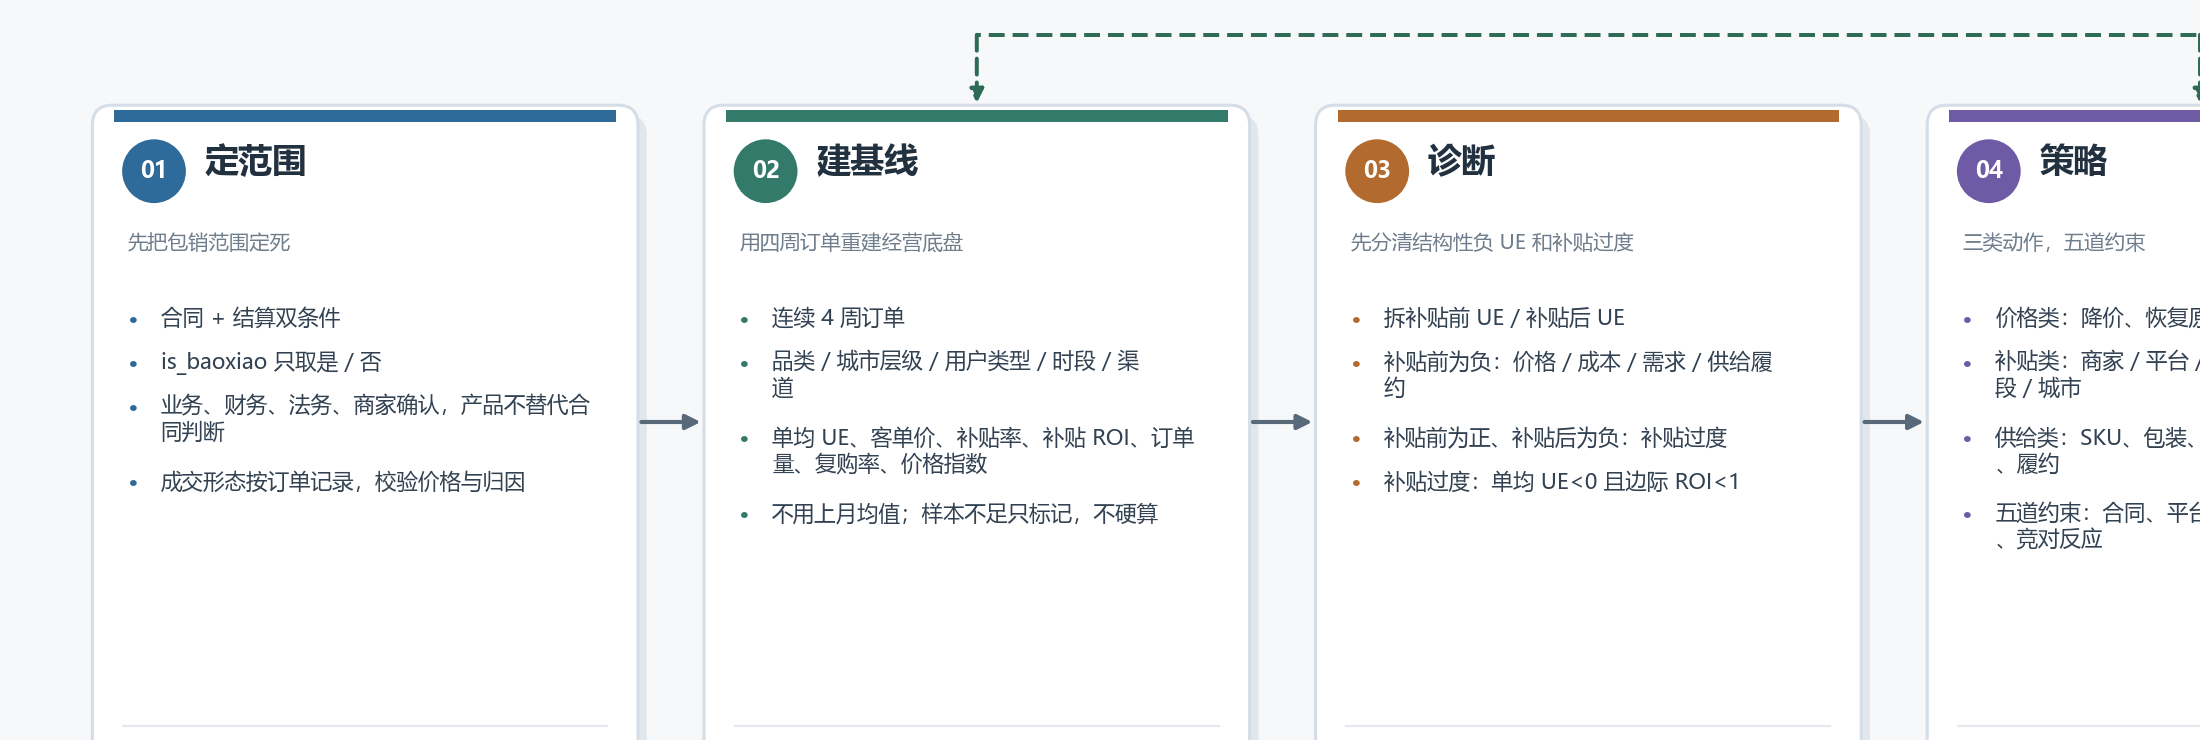 01 定范围
先把包销范围定死
• 合同 + 结算双条件
• is_baoxiao 只取是 / 否
• 业务、财务、法务、商家确认，产品不替代合
同判断
• 成交形态按订单记录，校验价格与归因
02 建基线
用四周订单重建经营底盘
• 连续 4 周订单
• 品类 / 城市层级 / 用户类型 / 时段 / 渠
道
• 单均 UE、客单价、补贴率、补贴 ROI、订单
量、复购率、价格指数
• 不用上月均值；样本不足只标记，不硬算
03 诊断
先分清结构性负 UE 和补贴过度
• 拆补贴前 UE / 补贴后 UE
• 补贴前为负：价格 / 成本 / 需求 / 供给履
约
• 补贴前为正、补贴后为负：补贴过度
• 补贴过度：单均 UE<0 且边际 ROI<1
04 策略
三类动作，五道约束
• 价格类：降价、恢复
• 补贴类：商家 / 平台 /
段 / 城市
• 供给类：SKU、包装、
、履约
• 五道约束：合同、平台
、竞对反应